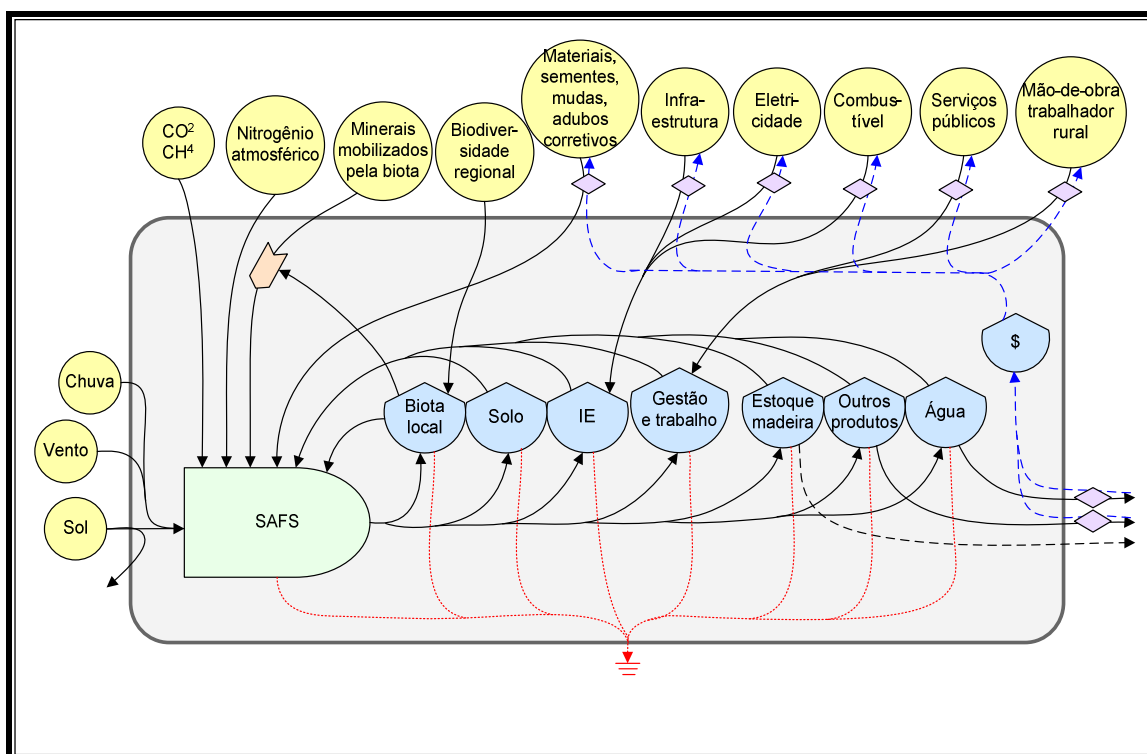 Materiais,
sementes,
mudas,
adubos
corretivos
Infra-
estrutura
Eletri-
cidade
Combus-
tível
Serviços
públicos
Mão-de-obra
trabalhador
rural
CO²
CH⁴
Nitrogênio
atmosférico
Minerais
mobilizados
pela biota
Biodiver-
sidade
regional
$
Chuva
Vento
Sol
Biota
local
Solo
IE
Gestão
e trabalho
Estoque
madeira
Outros
produtos
Água
SAFS